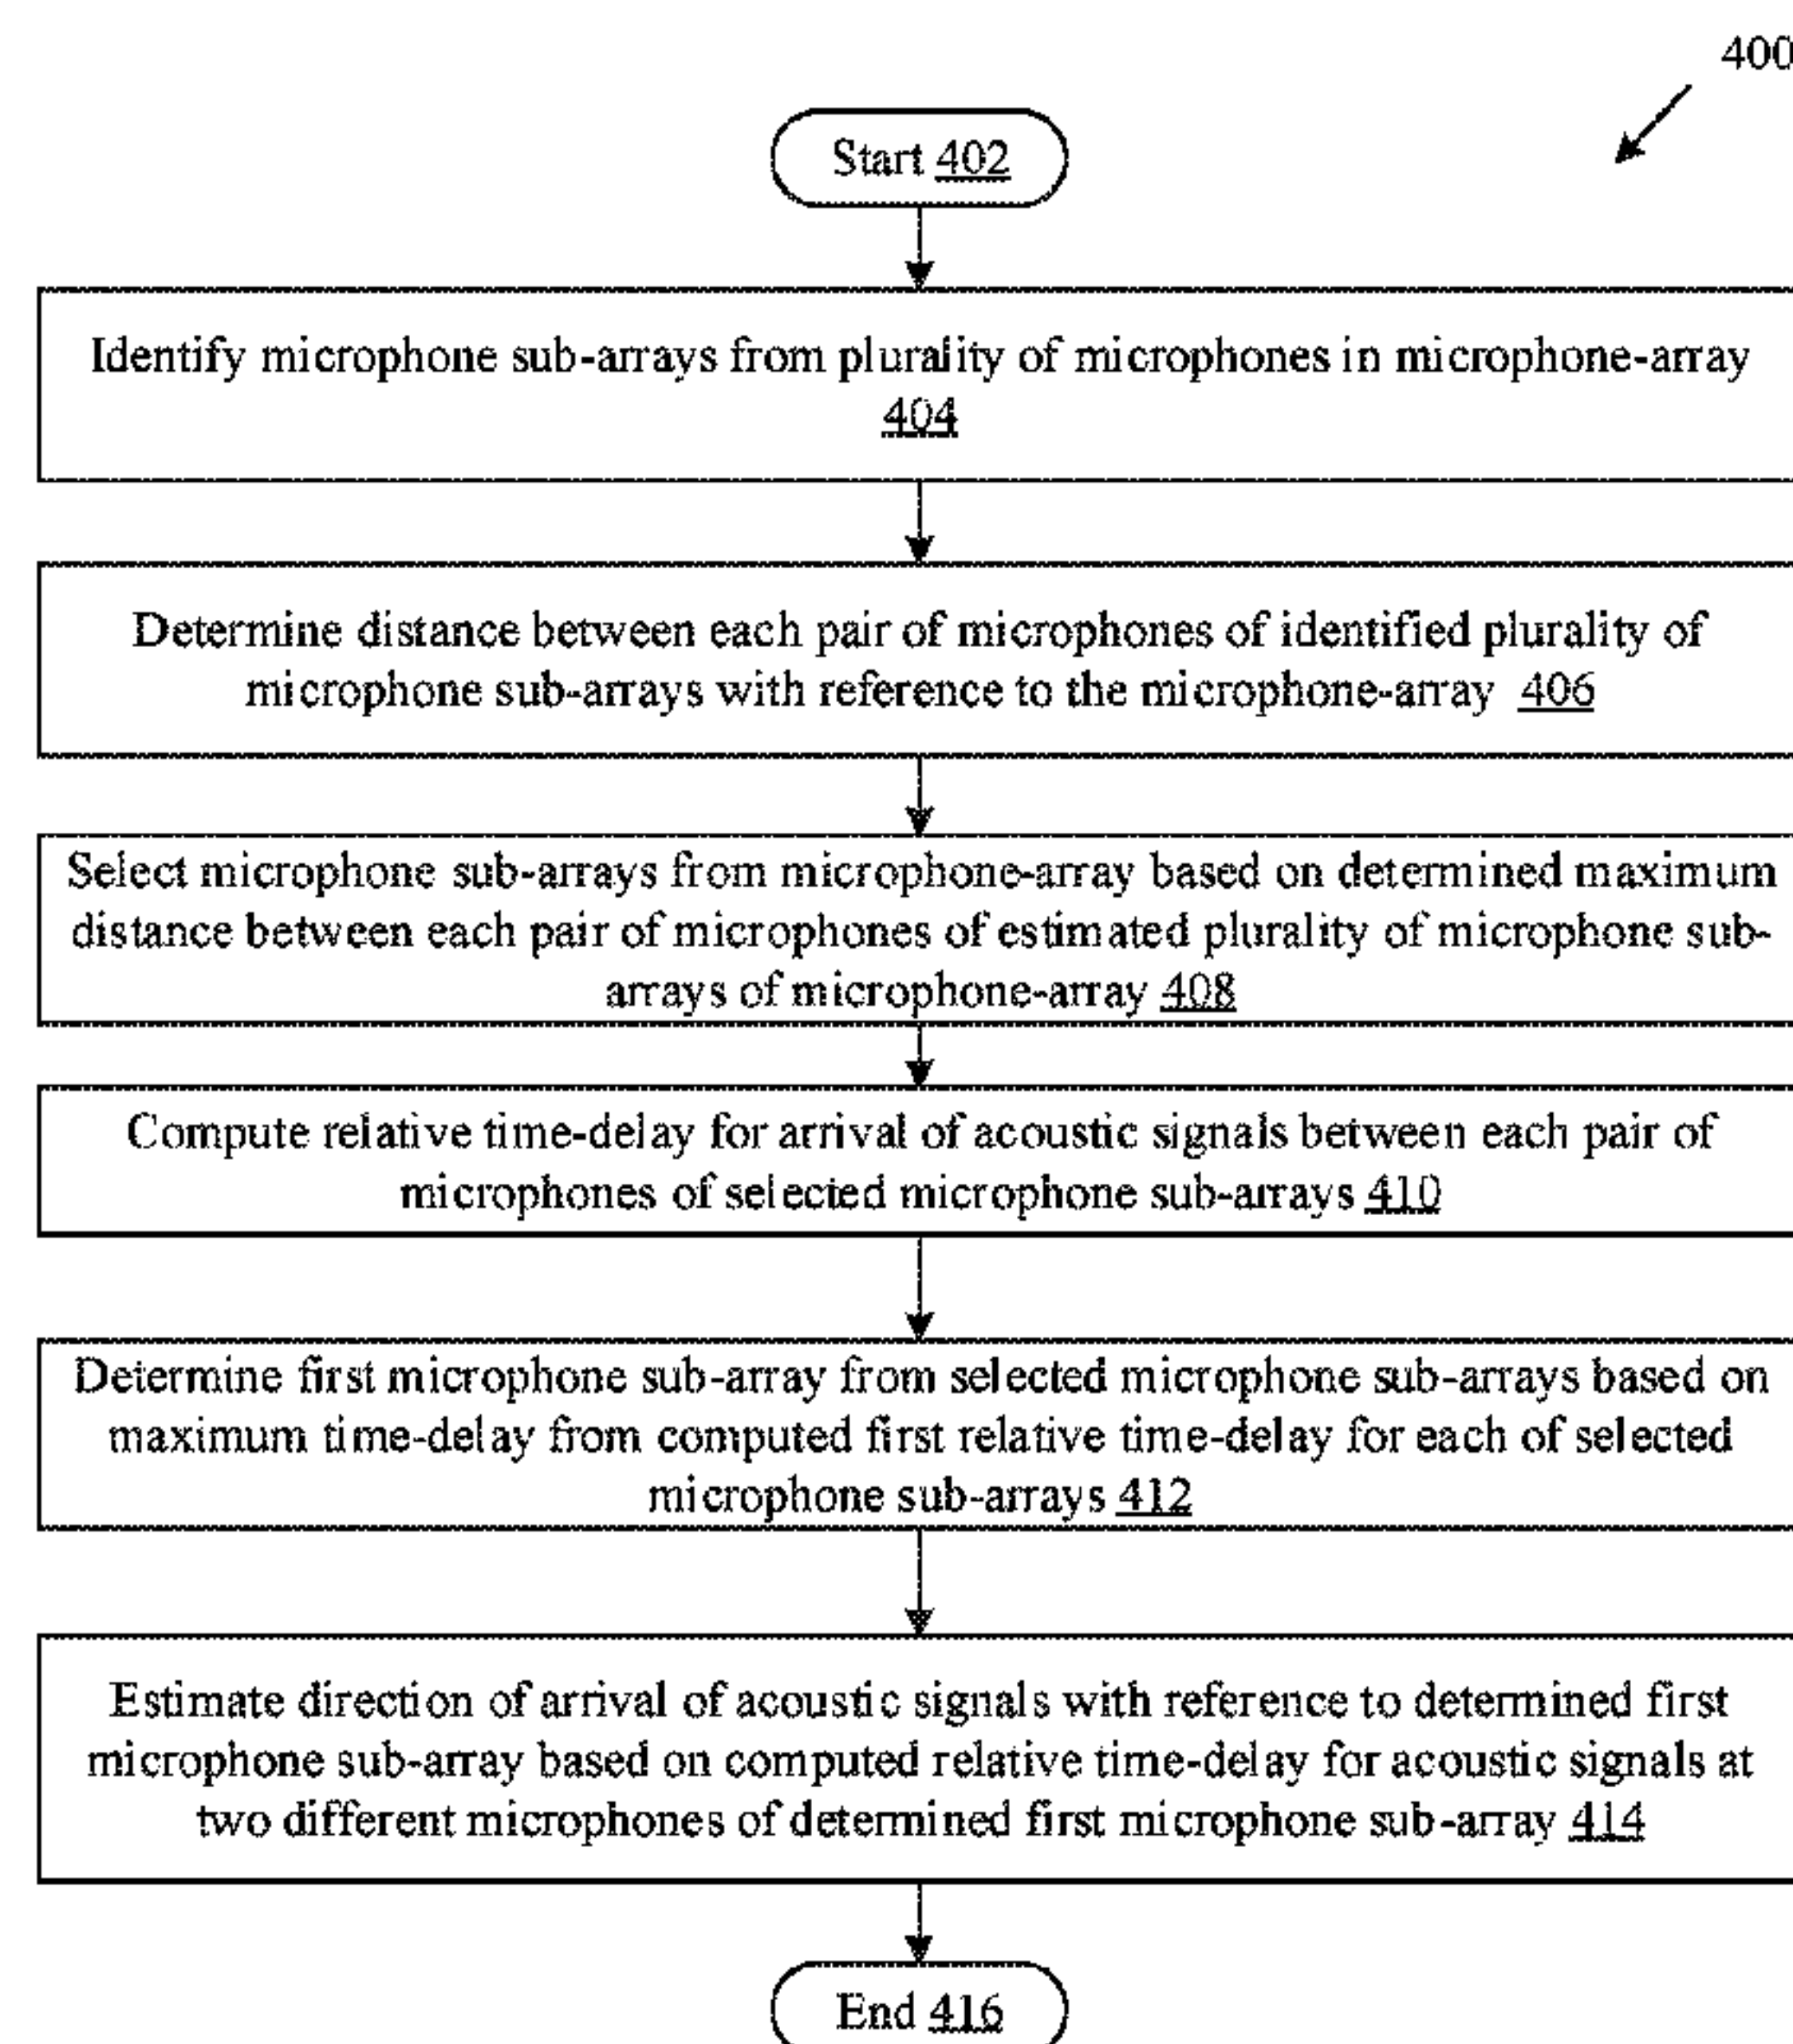 400
Start 402
Identify microphone sub-arrays from plurality of microphones in microphone-array
404
Determine distance between each pair of microphones of identified plurality of
microphone sub-arrays with reference to the microphone-array 406
Select microphone sub-arrays from microphone-array based on determined maximum
distance between each pair of microphones of estimated plurality of microphone sub-
arrays of microphone-array 408
Compute relative time-delay for arrival of acoustic signals between each pair of
microphones of selected microphone sub-arrays 410
Determine first microphone sub-array from selected microphone sub-arrays based on
maximum time-delay from computed first relative time-delay for each of selected
microphone sub-arrays 412
Estimate direction of arrival of acoustic signals with reference to determined first
microphone sub-array based on computed relative time-delay for acoustic signals at
two different microphones of determined first microphone sub-array 414
End 416